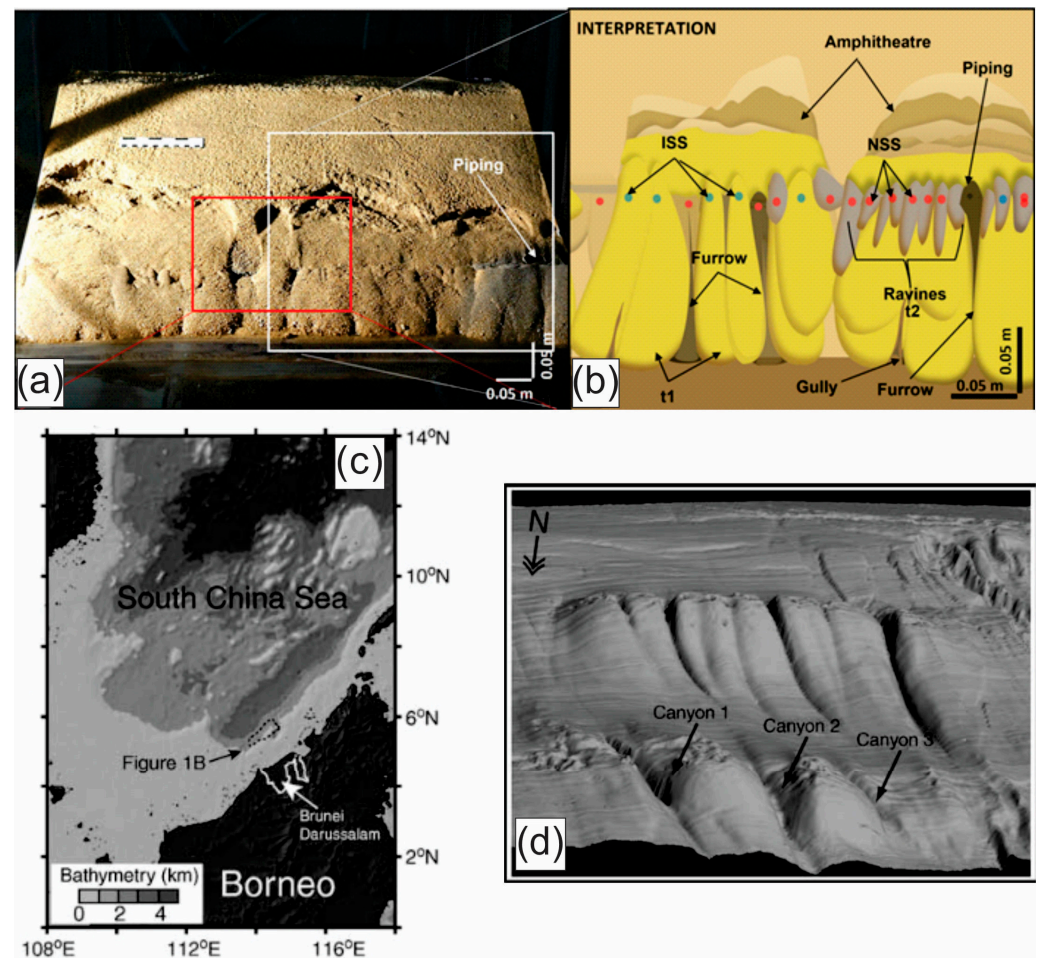 Piping
0.05 m
0.05 m
(a)
INTERPRETATION
Amphitheatre
Piping
ISS
NSS
Furrow
Ravines
t2
t1
Gully
Furrow
0.05 m
0.05 m
(b)
(c)
14°N
10°N
6°N
2°N
South China Sea
Figure 1B
Brunei
Darussalam
Bathymetry (km)
0 2 4
Borneo
108°E 112°E 116°E
N
Canyon 1
Canyon 2
Canyon 3
(d)